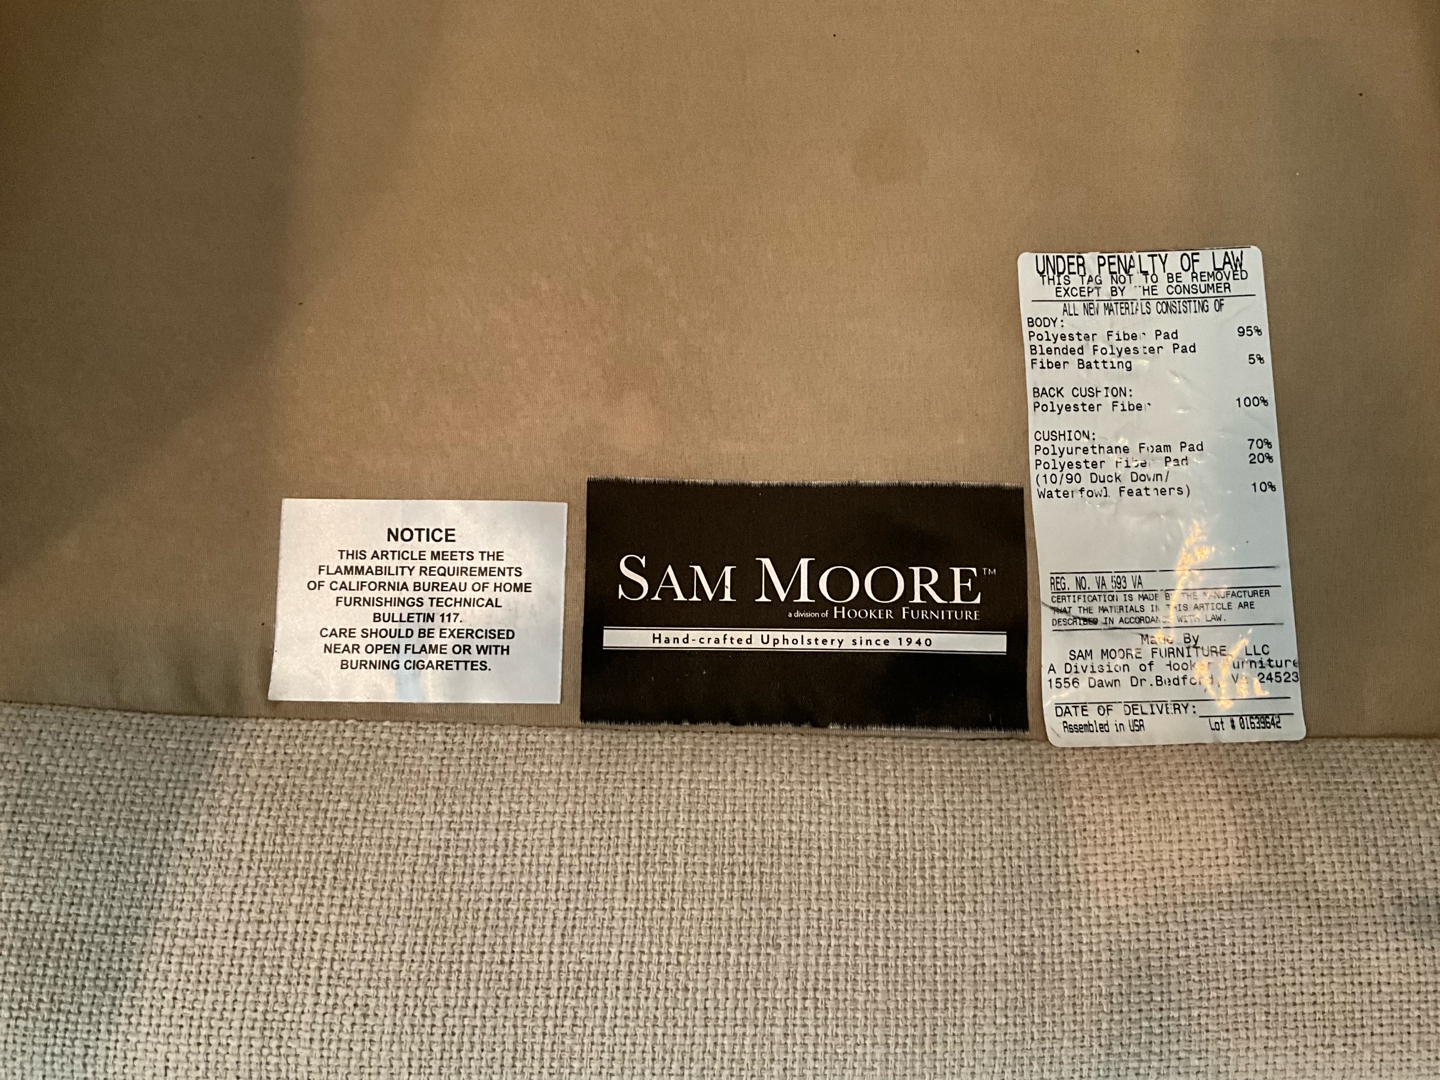 NOTICE
THIS ARTICLE MEETS THE
FLAMMABILITY REQUIREMENTS
OF CALIFORNIA BUREAU OF HOME
FURNISHINGS TECHNICAL
BULLETIN 117.
CARE SHOULD BE EXERCISED
NEAR OPEN FLAME OR WITH
BURNING CIGARETTES.
SAM MOORE™
a division of HOOKER FURNITURE
Hand-crafted Upholstery since 1940
UNDER PENALTY OF LAW
THIS TAG NOT TO BE REMOVED
EXCEPT BY THE CONSUMER
ALL NEW MATERIALS CONSISTING OF
BODY:
Polyester Fiber Pad 95%
Blended Polyester Pad
Fiber Batting 5%
BACK CUSHION:
Polyester Fiber 100%
CUSHION:
Polyurethane Foam Pad 70%
Polyester Fiber Pad 20%
(10/90 Duck Down/
Waterfowl Feathers) 10%
REG. NO. VA 593 VA
CERTIFICATION IS MADE BY THE MANUFACTURER
THAT THE MATERIALS IN THIS ARTICLE ARE
DESCRIBED IN ACCORDANCE WITH LAW.
Made By
SAM MOORE FURNITURE, LLC
A Division of Hooker Furniture
1556 Dawn Dr.Bedford, VA 24523
DATE OF DELIVERY:
Assembled in USA Lot # 01639642